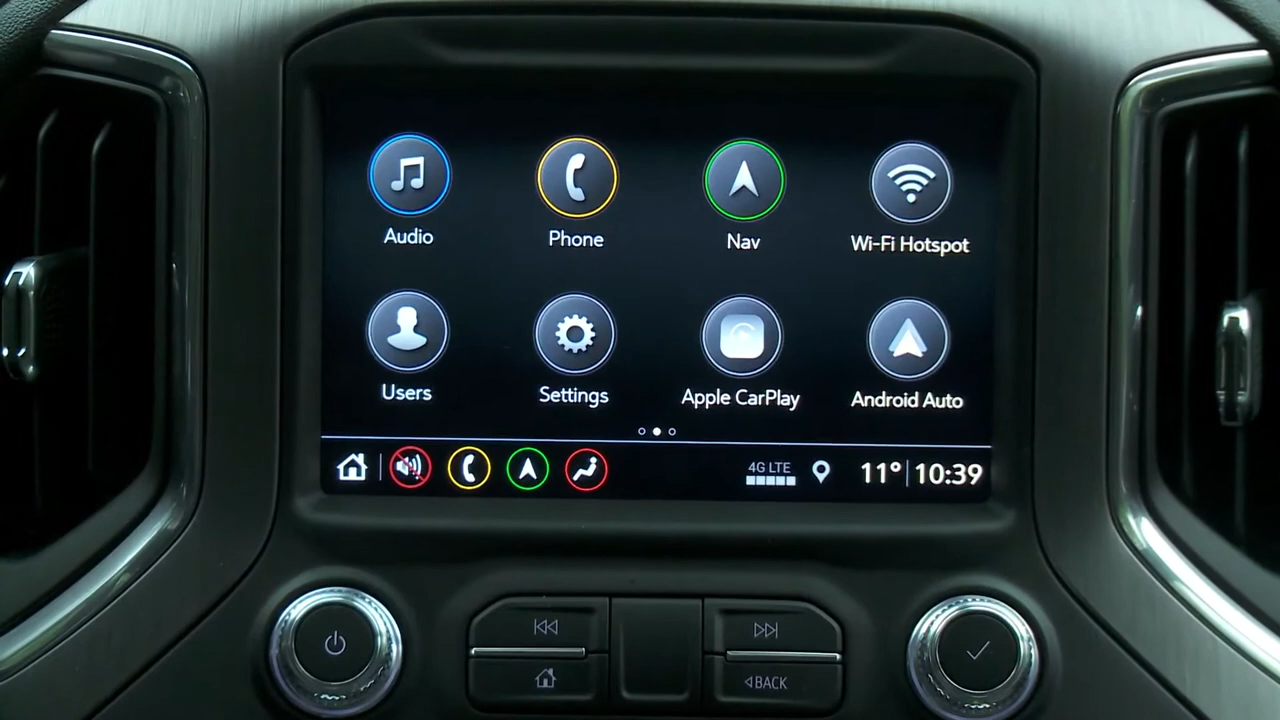 Audio
Phone
Nav
Wi-Fi Hotspot
Users
Settings
Apple CarPlay
Android Auto
4G LTE
11° 10:39
BACK